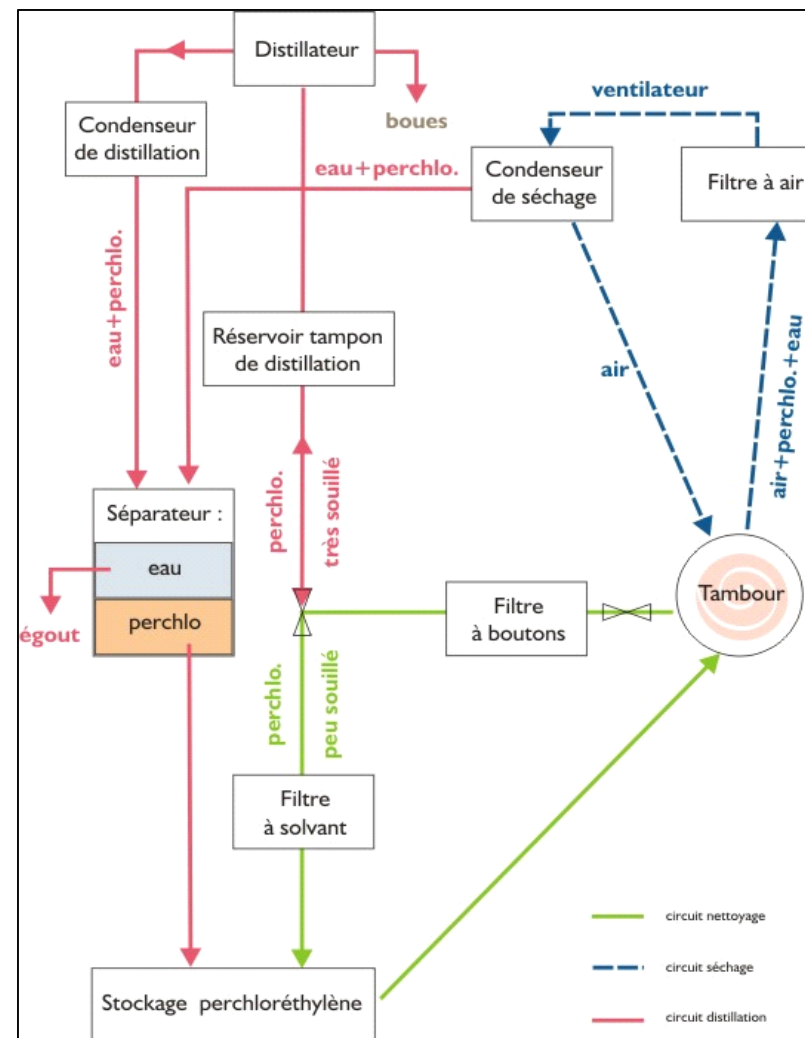 Distillateur
boues
ventilateur
Condenseur
de distillation
eau+perchlo.
Condenseur
de séchage
Filtre à air
eau+perchlo.
Réservoir tampon
de distillation
air
air+perchlo.+eau
perchlo.
très souillé
Séparateur :
eau
perchlo
égout
Filtre
à boutons
Tambour
perchlo.
peu souillé
Filtre
à solvant
Stockage perchloréthylène
circuit nettoyage
circuit séchage
circuit distillation